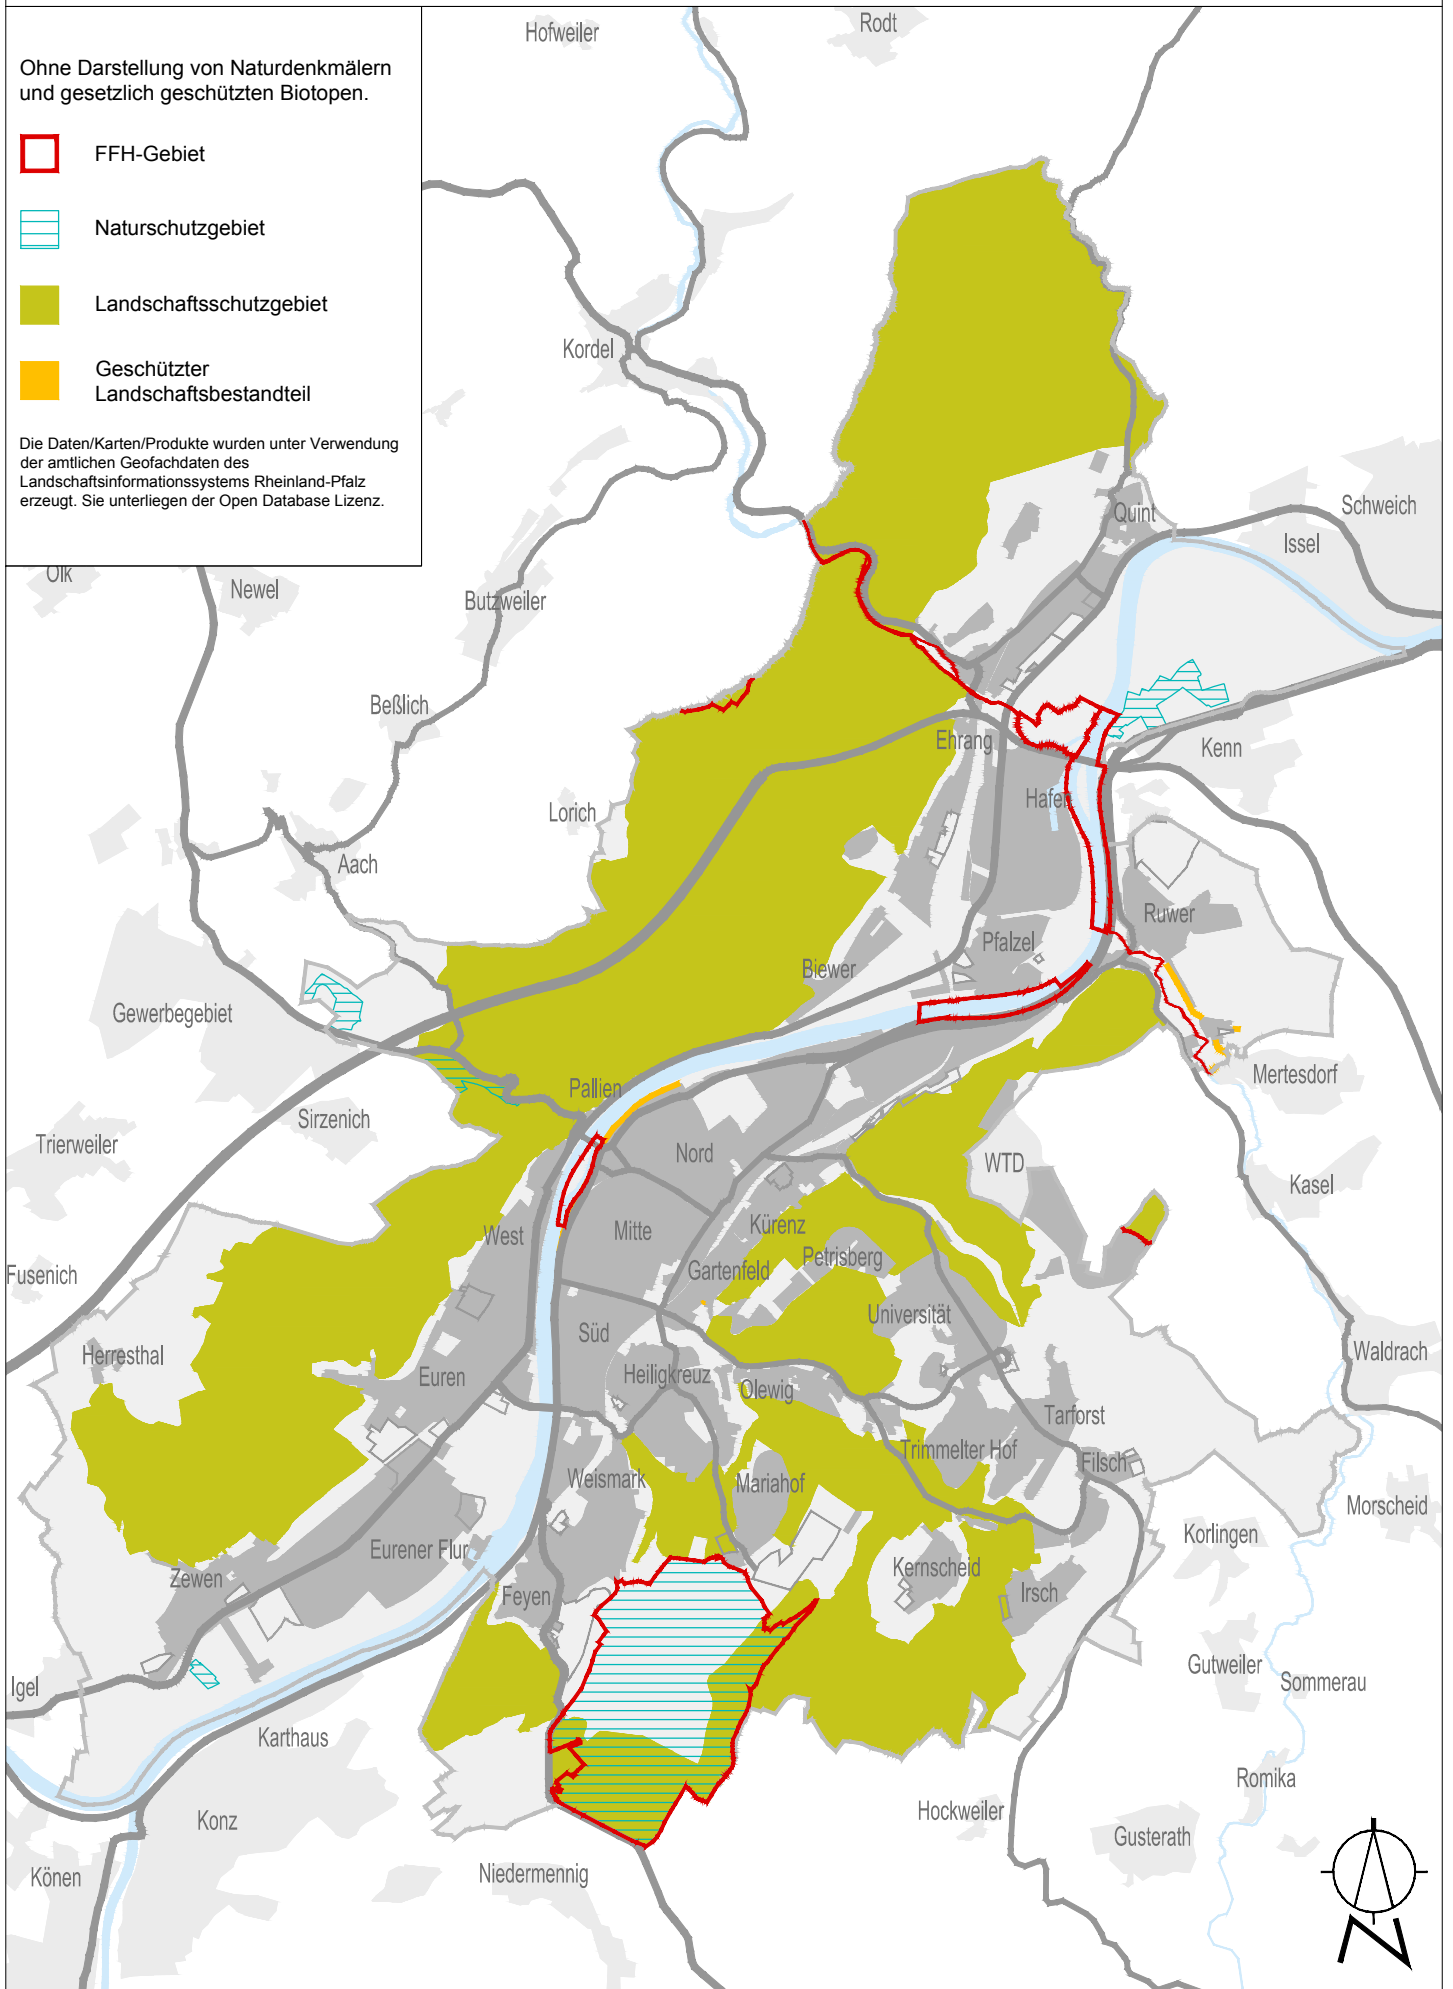 Ohne Darstellung von Naturdenkmälern
und gesetzlich geschützten Biotopen.
FFH-Gebiet
Naturschutzgebiet
Landschaftsschutzgebiet
Geschützter
Landschaftsbestandteil
Die Daten/Karten/Produkte wurden unter Verwendung
der amtlichen Geofachdaten des
Landschaftsinformationssystems Rheinland-Pfalz
erzeugt. Sie unterliegen der Open Database Lizenz.
Hofweiler
Rodt
Kordel
Schweich
Quint
Issel
Olk
Newel
Butzweiler
Beßlich
Ehrang
Kenn
Hafen
Lorich
Aach
Ruwer
Pfalzel
Biewer
Gewerbegebiet
Mertesdorf
Pallien
Sirzenich
Trierweiler
Nord
WTD
Kasel
West
Mitte
Kürenz
Petrisberg
Gartenfeld
Fusenich
Universität
Süd
Herresthal
Waldrach
Euren
Heiligkreuz
Olewig
Tarforst
Trimmelter Hof
Filsch
Weismark
Mariahof
Morscheid
Korlingen
Eurener Flur
Zewen
Kernscheid
Feyen
Irsch
Gutweiler
Sommerau
Igel
Karthaus
Romika
Konz
Hockweiler
Gusterath
Könen
Niedermennig
N